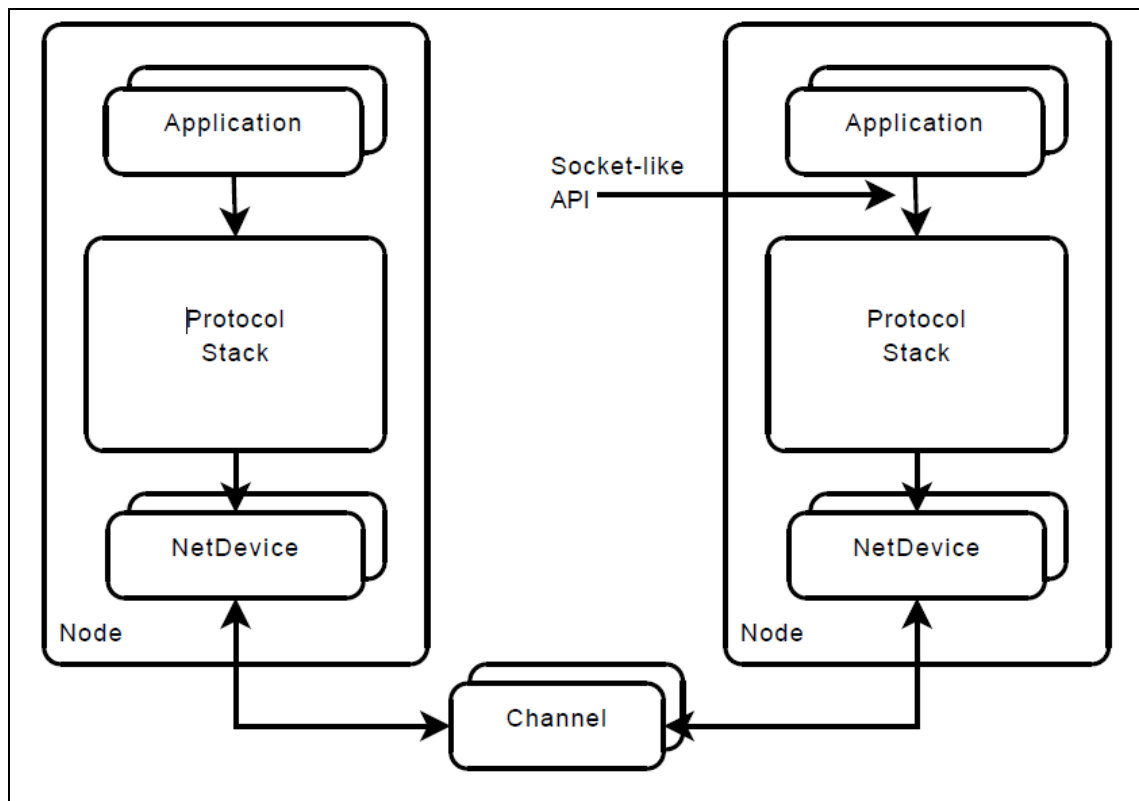 Application
Protocol
Stack
NetDevice
Node
Socket-like
API
Application
Protocol
Stack
NetDevice
Node
Channel